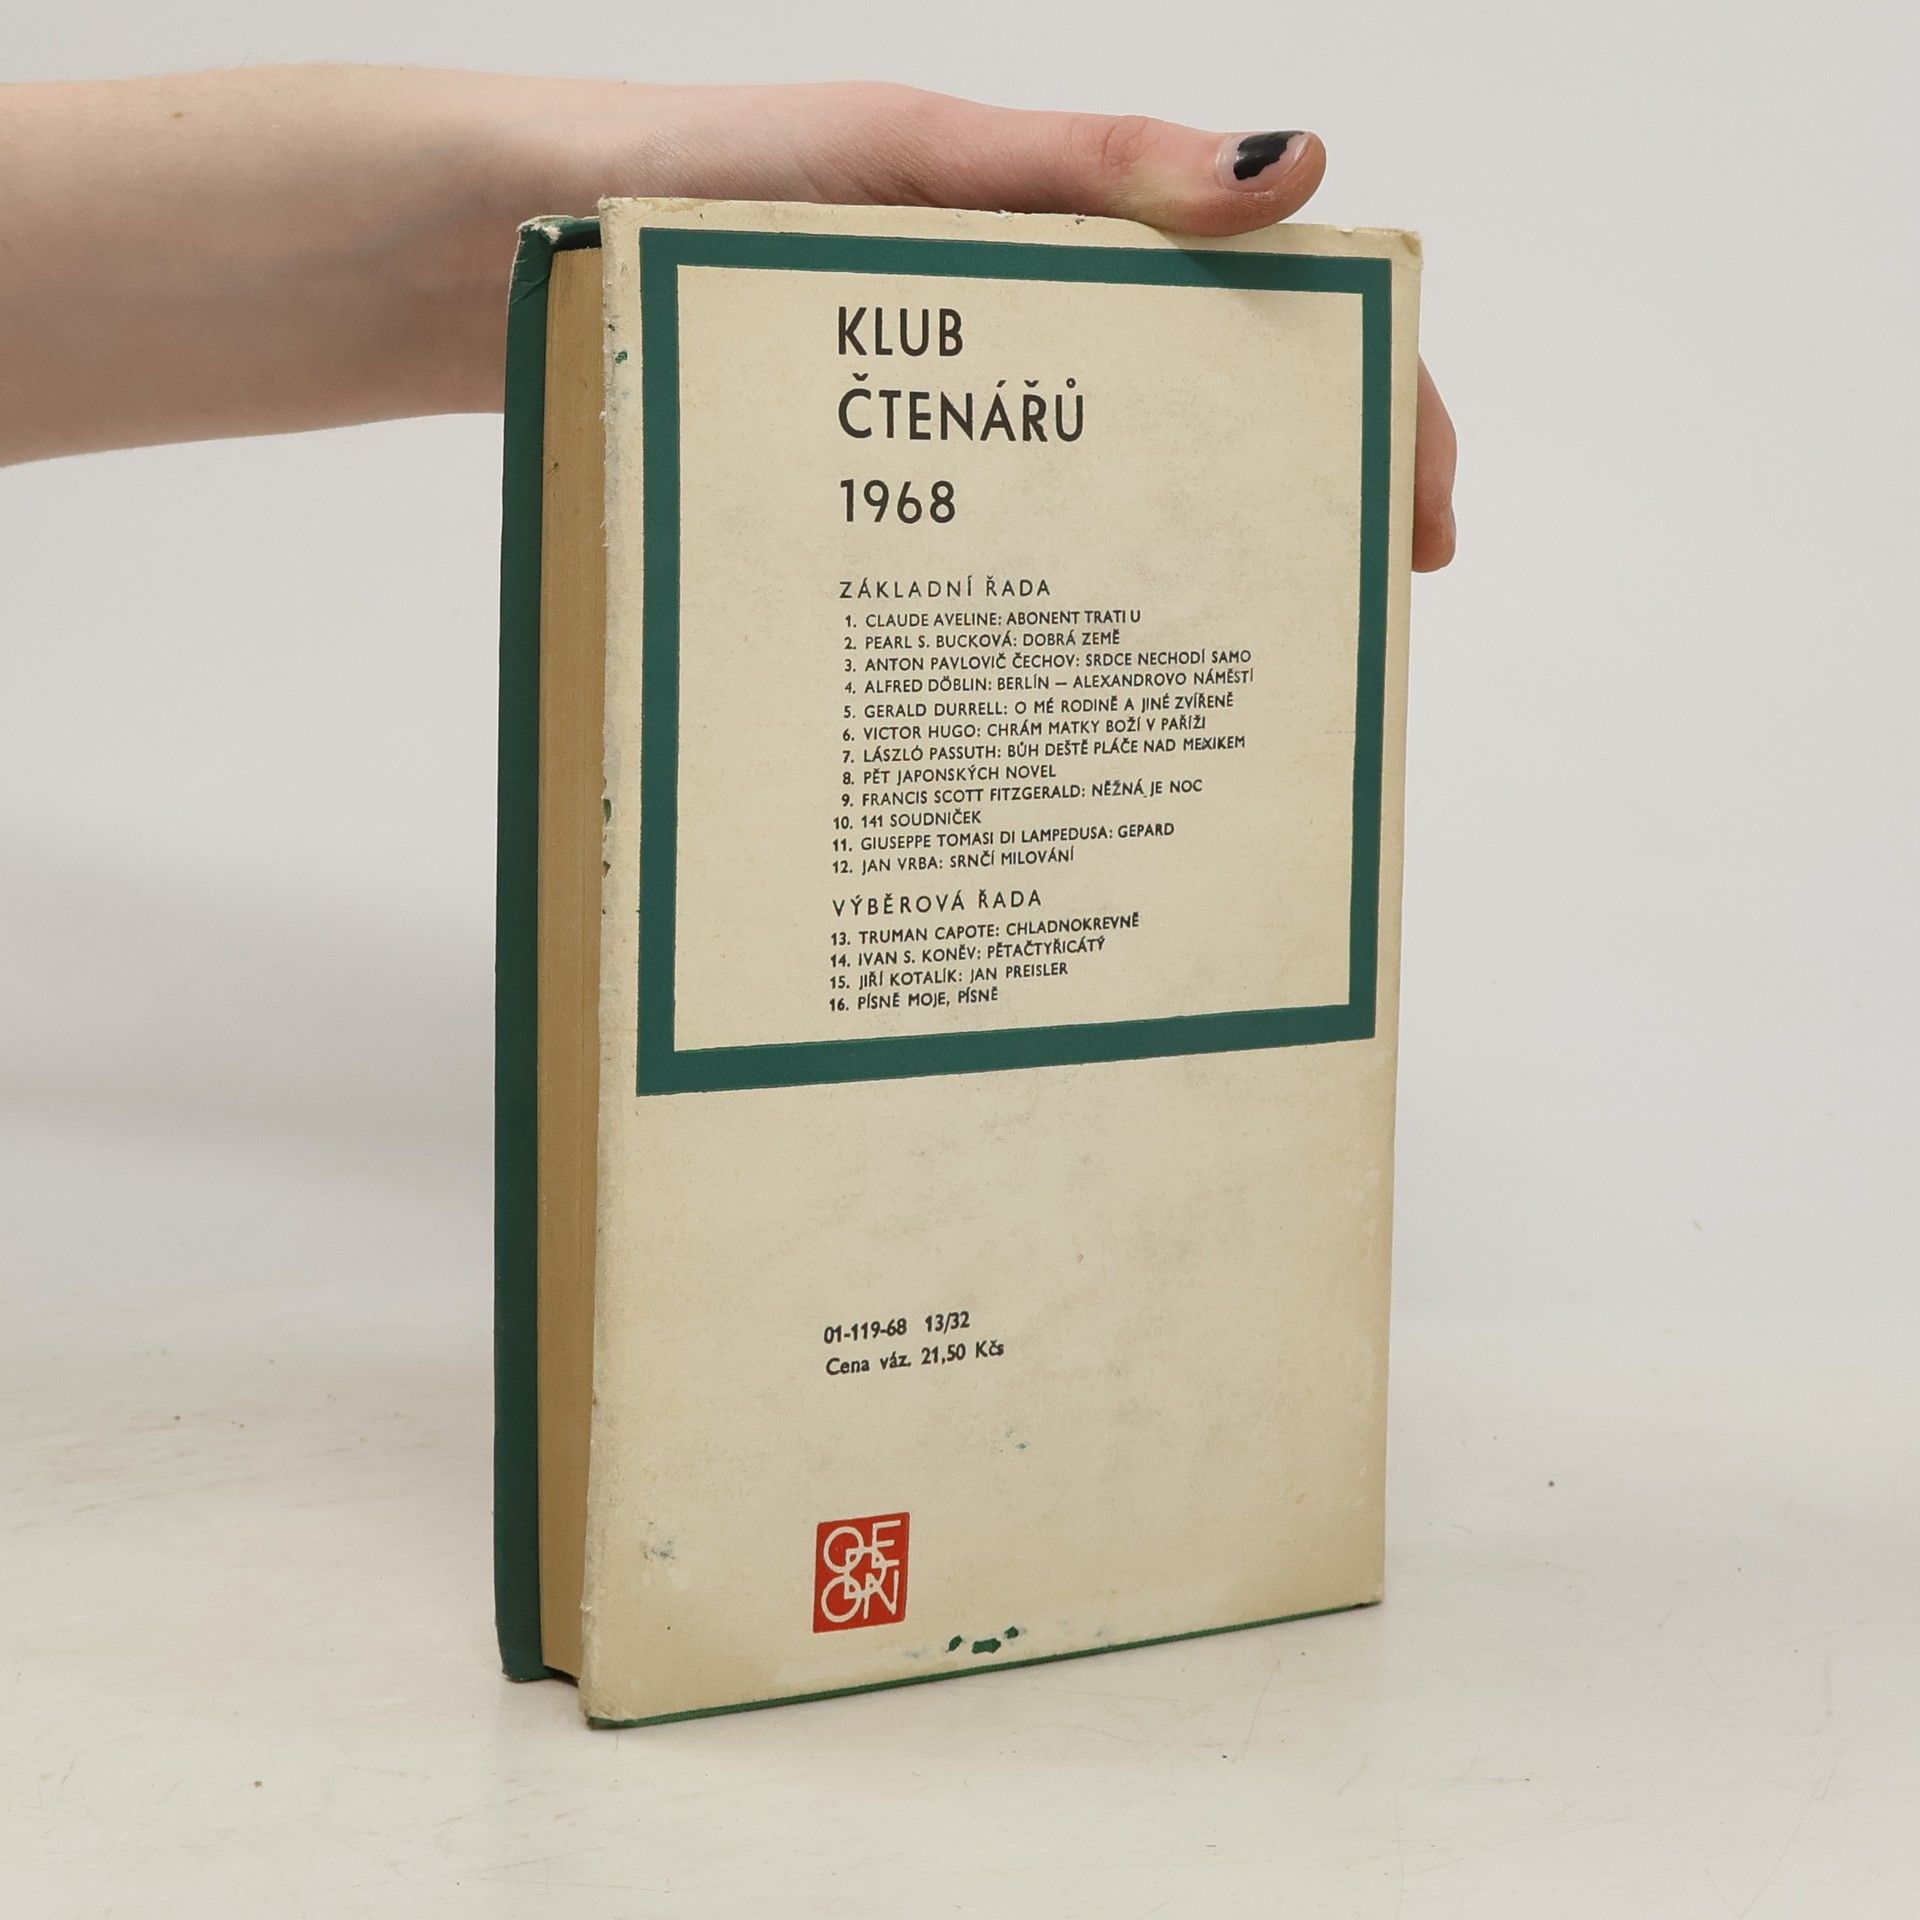 KLUB
ČTENÁŘŮ
1968
ZÁKLADNÍ ŘADA
1. CLAUDE AVELINE: ABONENT TRATI U
2. PEARL S. BUCKOVÁ: DOBRÁ ZEMĚ
3. ANTON PAVLOVIČ ČECHOV: SRDCE NECHODÍ SAMO
4. ALFRED DÖBLIN: BERLÍN — ALEXANDROVO NÁMĚSTÍ
5. GERALD DURRELL: O MÉ RODINĚ A JINÉ ZVÍŘENĚ
6. VICTOR HUGO: CHRÁM MATKY BOŽÍ V PAŘÍŽI
7. LÁSZLÓ PASSUTH: BŮH DEŠTĚ PLÁČE NAD MEXIKEM
8. PĚT JAPONSKÝCH NOVEL
9. FRANCIS SCOTT FITZGERALD: NĚŽNÁ JE NOC
10. 141 SOUDNIČEK
11. GIUSEPPE TOMASI DI LAMPEDUSA: GEPARD
12. JAN VRBA: SRNČÍ MILOVÁNÍ
VÝBĚROVÁ ŘADA
13. TRUMAN CAPOTE: CHLADNOKREVNĚ
14. IVAN S. KONĚV: PĚTAČTYŘICÁTÝ
15. JIŘÍ KOTALÍK: JAN PREISLER
16. PÍSNĚ MOJE, PÍSNĚ
01-119-68 13/32
Cena váz. 21,50 Kčs
ODEON